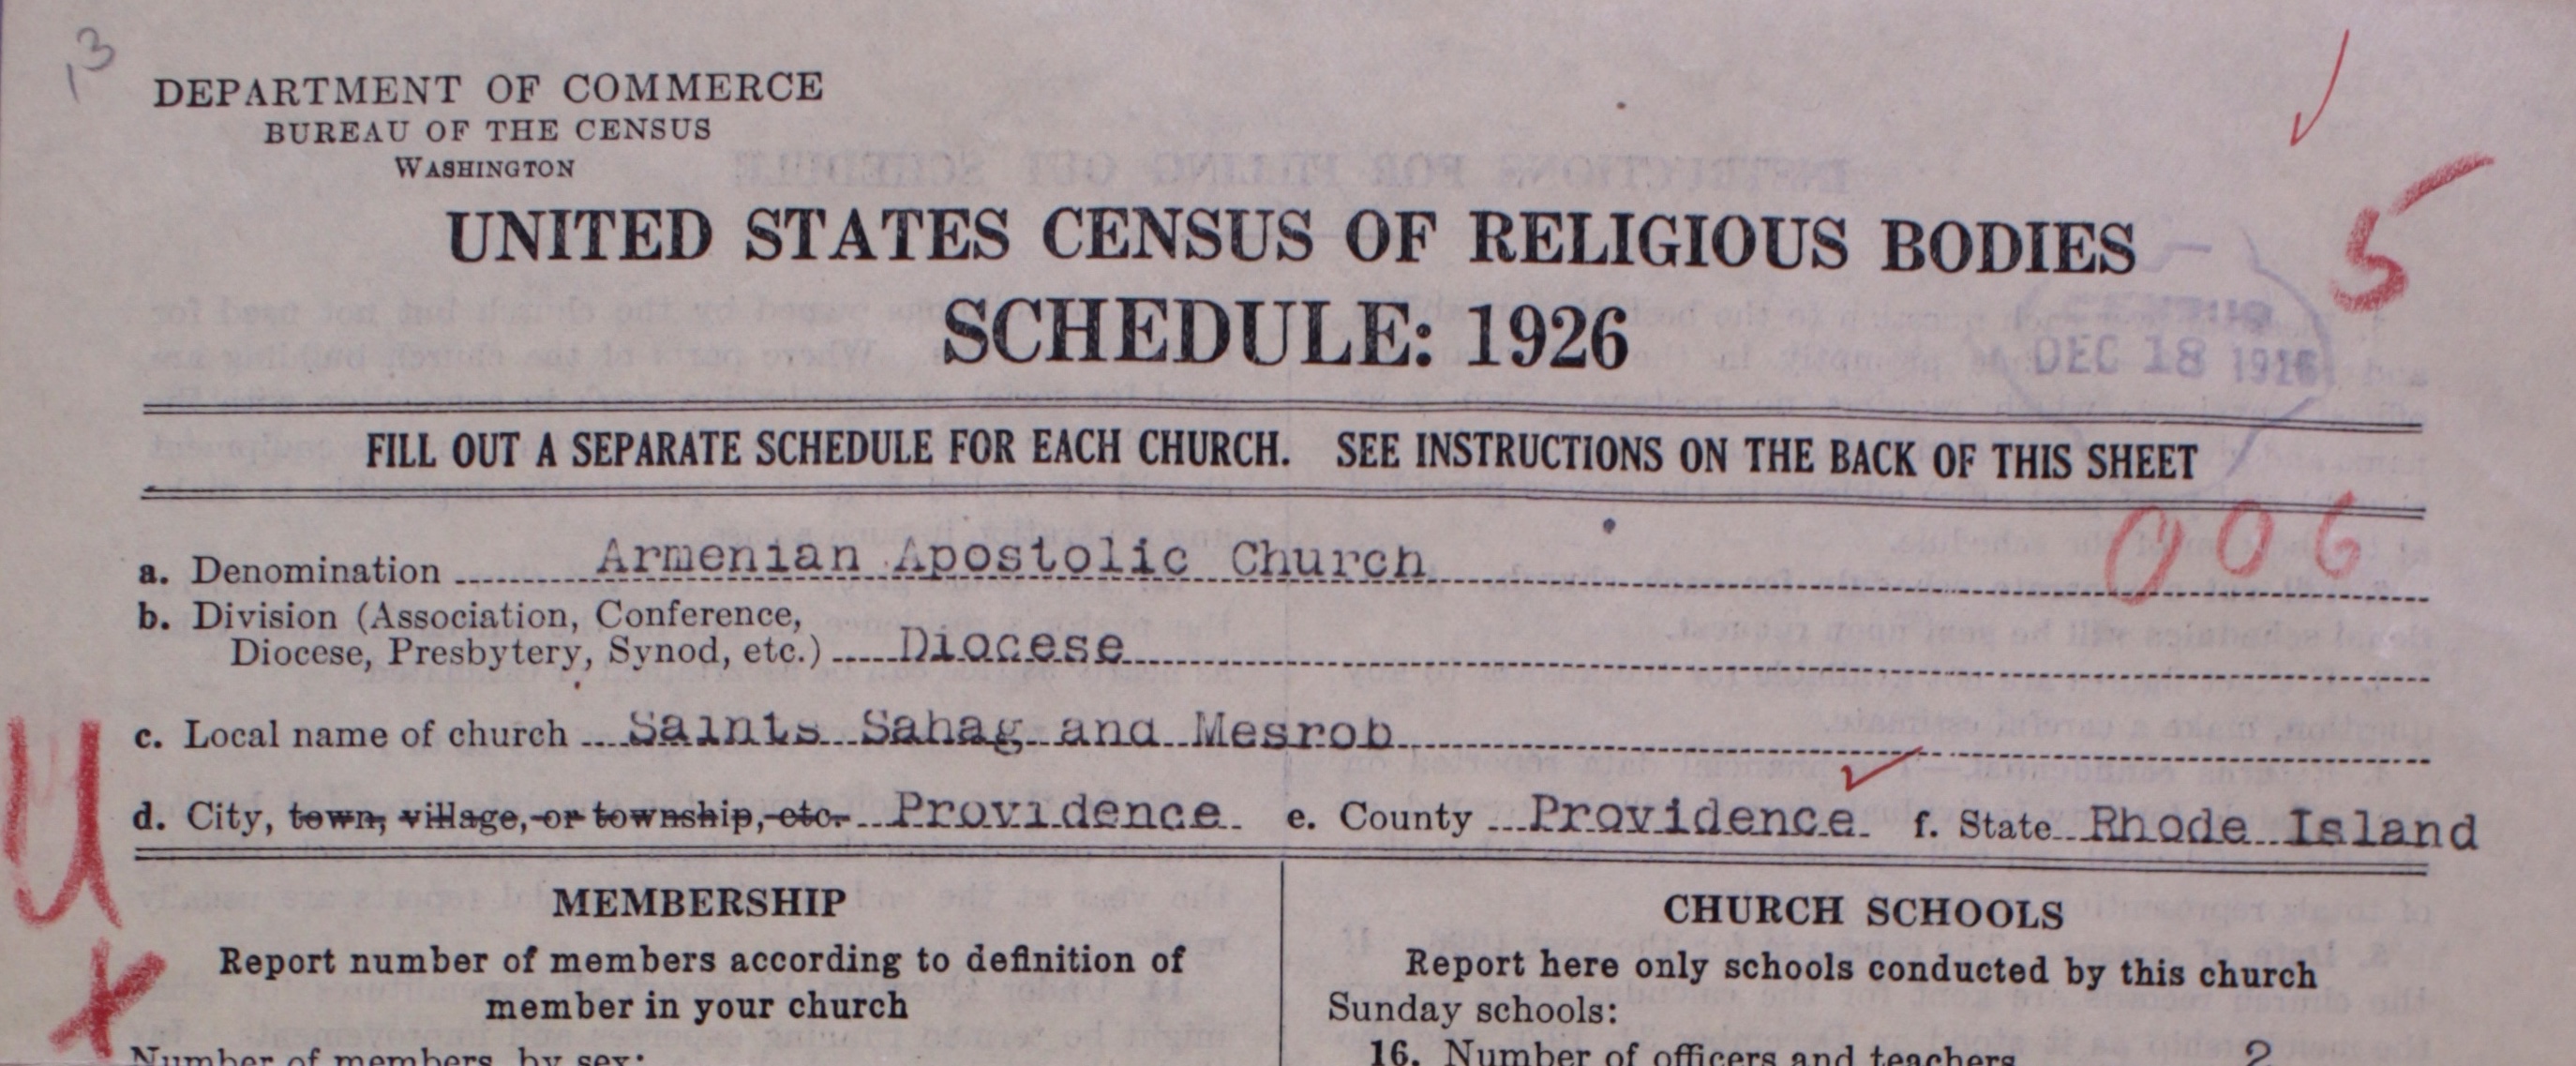 13
DEPARTMENT OF COMMERCE
BUREAU OF THE CENSUS
WASHINGTON
5
UNITED STATES CENSUS OF RELIGIOUS BODIES
SCHEDULE: 1926
DEC 18 1926
FILL OUT A SEPARATE SCHEDULE FOR EACH CHURCH. SEE INSTRUCTIONS ON THE BACK OF THIS SHEET
006
a. Denomination Armenian Apostolic Church
b. Division (Association, Conference,
Diocese, Presbytery, Synod, etc.) Diocese
c. Local name of church Saints Sahag and Mesrob
d. City, town, village, or township, etc. Providence e. County Providence f. State Rhode Island
U
x
MEMBERSHIP
Report number of members according to definition of
member in your church
Number of members, by sex:
CHURCH SCHOOLS
Report here only schools conducted by this church
Sunday schools:
16. Number of officers and teachers 2